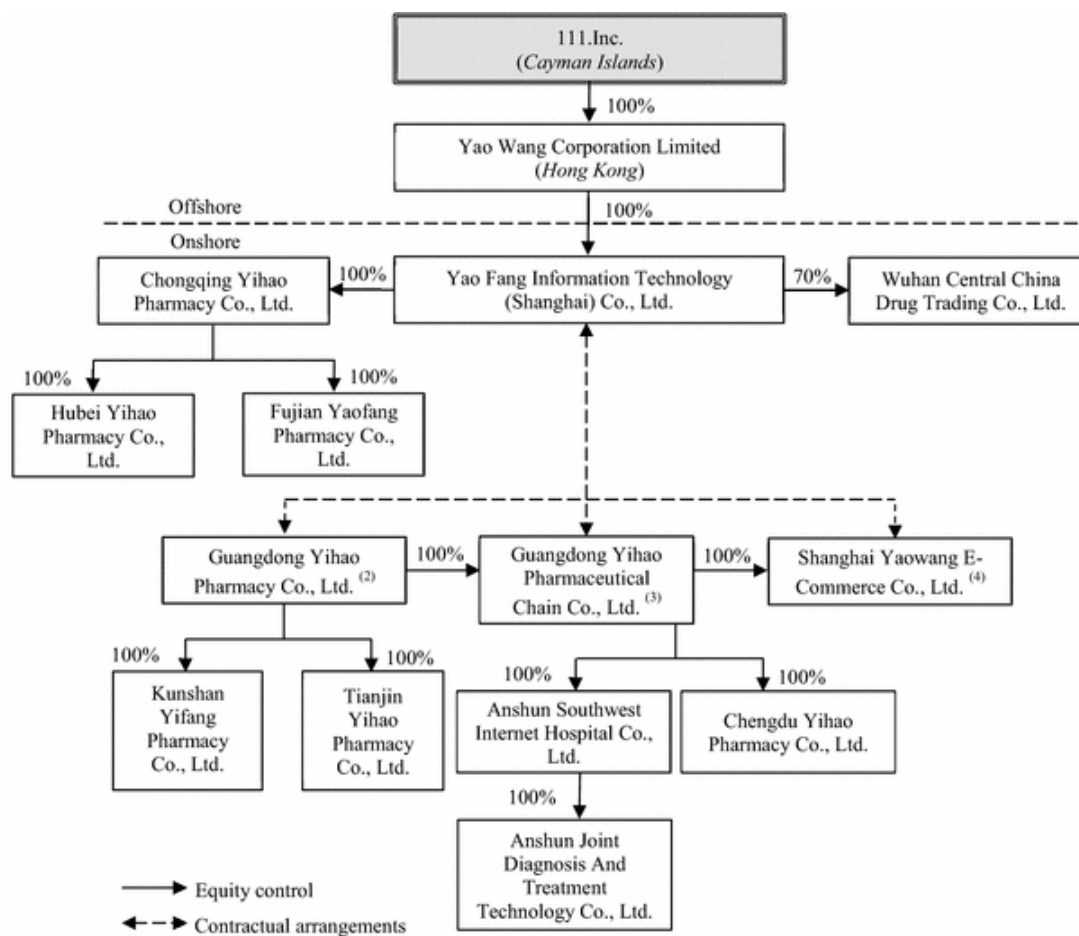 111.Inc.
(Cayman Islands)
100%
Yao Wang Corporation Limited
(Hong Kong)
Offshore
100%
Onshore
Chongqing Yihao
Pharmacy Co., Ltd.
100%
Yao Fang Information Technology
(Shanghai) Co., Ltd.
70%
Wuhan Central China
Drug Trading Co., Ltd.
100%
100%
Hubei Yihao
Pharmacy Co.,
Ltd.
Fujian Yaofang
Pharmacy Co.,
Ltd.
Guangdong Yihao
Pharmacy Co., Ltd. (2)
100%
Guangdong Yihao
Pharmaceutical
Chain Co., Ltd. (3)
100%
Shanghai Yaowang E-
Commerce Co., Ltd. (4)
100%
100%
100%
100%
Kunshan
Yifang
Pharmacy
Co., Ltd.
Tianjin
Yihao
Pharmacy
Co., Ltd.
Anshun Southwest
Internet Hospital Co.,
Ltd.
Chengdu Yihao
Pharmacy Co., Ltd.
100%
Anshun Joint
Diagnosis And
Treatment
Technology Co., Ltd.
Equity control
Contractual arrangements